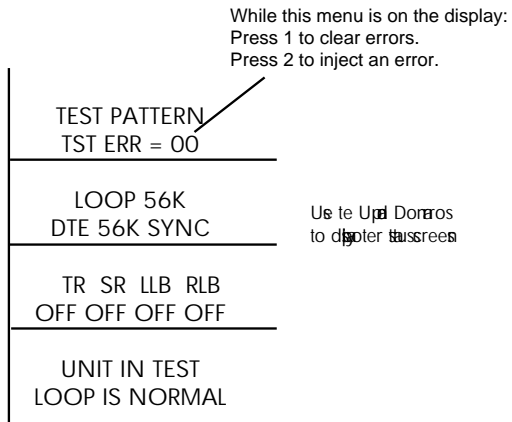 While this menu is on the display:
Press 1 to clear errors.
Press 2 to inject an error.
TEST PATTERN
TST ERR = 00
LOOP 56K
DTE 56K SYNC
to
TR SR LLB RLB
OFF OFF OFF OFF
UNIT IN TEST
LOOP IS NORMAL